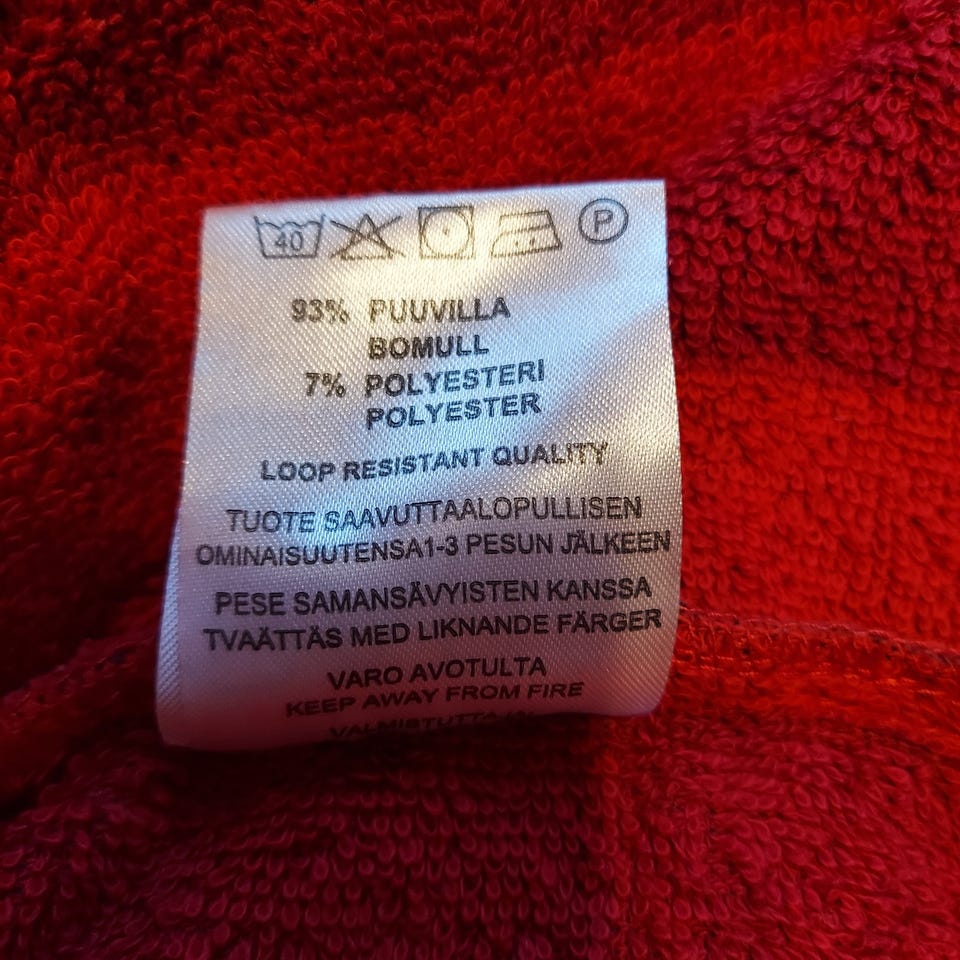 40 P
93% PUUVILLA
BOMULL
7% POLYESTERİ
POLYESTER
LOOP RESISTANT QUALITY
TUOTE SAAVUTTAALOPULLISEN
OMINAISUUTENSA1-3 PESUN JÄLKEEN
PESE SAMANSÄVYISTEN KANSSA
TVAÄTTÄS MED LIKNANDE FÄRGER
VARO AVOTULTA
KEEP AWAY FROM FIRE